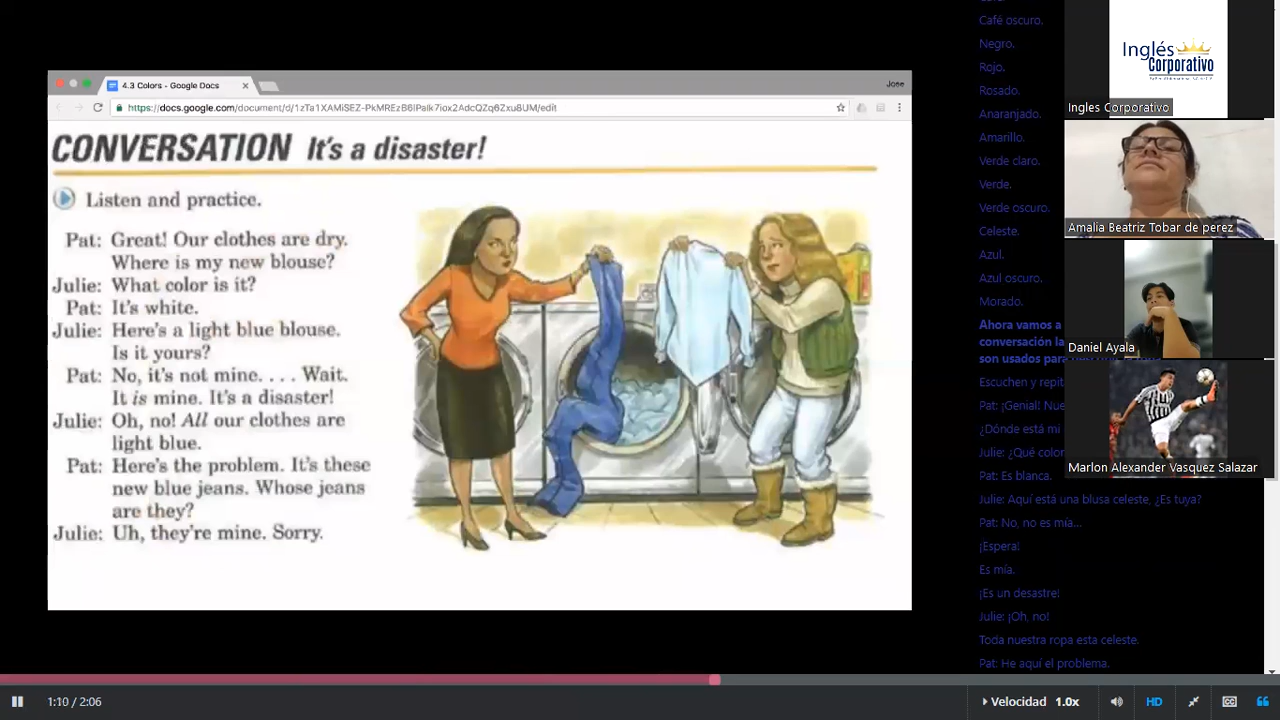 4.3 Colors - Google Docs
Jose
https://docs.google.com/document/d/1zTa1XAMiSEZ-PkMREzB6lPaIk7iox2AdcQZq6Zxu8UM/edit
CONVERSATION It's a disaster!
Listen and practice.
Pat: Great! Our clothes are dry.
Where is my new blouse?
Julie: What color is it?
Pat: It's white.
Julie: Here's a light blue blouse.
Is it yours?
Pat: No, it's not mine. . . . Wait.
It is mine. It's a disaster!
Julie: Oh, no! All our clothes are
light blue.
Pat: Here's the problem. It's these
new blue jeans. Whose jeans
are they?
Julie: Uh, they're mine. Sorry.
Café oscuro.
Negro.
Rojo.
Rosado.
Anaranjado.
Amarillo.
Verde claro.
Verde.
Verde oscuro.
Celeste.
Azul.
Azul oscuro.
Morado.
Ahora vamos a
conversación la
son usados para
Escuchen y repit
Pat: ¡Genial! Nue
¿Dónde está mi
Julie: ¿Qué color
Pat: Es blanca.
Julie: Aquí está una blusa celeste, ¿Es tuya?
Pat: No, no es mía...
¡Espera!
Es mía.
¡Es un desastre!
Julie: ¡Oh, no!
Toda nuestra ropa esta celeste.
Pat: He aquí el problema.
Inglés
Corporativo
Ingles Corporativo
Amalia Beatriz Tobar de perez
Daniel Ayala
Marlon Alexander Vasquez Salazar
1:10 / 2:06
Velocidad 1.0x
HD
CC